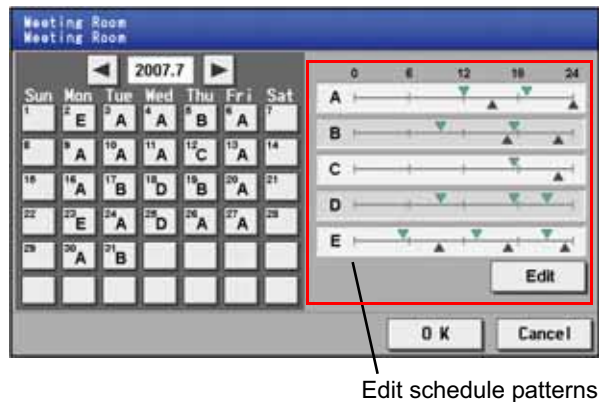 Meeting Room
Meeting Room
◀ 2007.7 ▶
Sun Mon Tue Wed Thu Fri Sat
1 2 E 3 A 4 A 5 B 6 A 7
8 9 A 10 A 11 A 12 C 13 A 14
15 16 A 17 B 18 D 19 B 20 A 21
22 23 E 24 A 25 D 26 A 27 A 28
29 30 A 31 B
0 6 12 18 24
A
B
C
D
E
Edit
OK Cancel
Edit schedule patterns